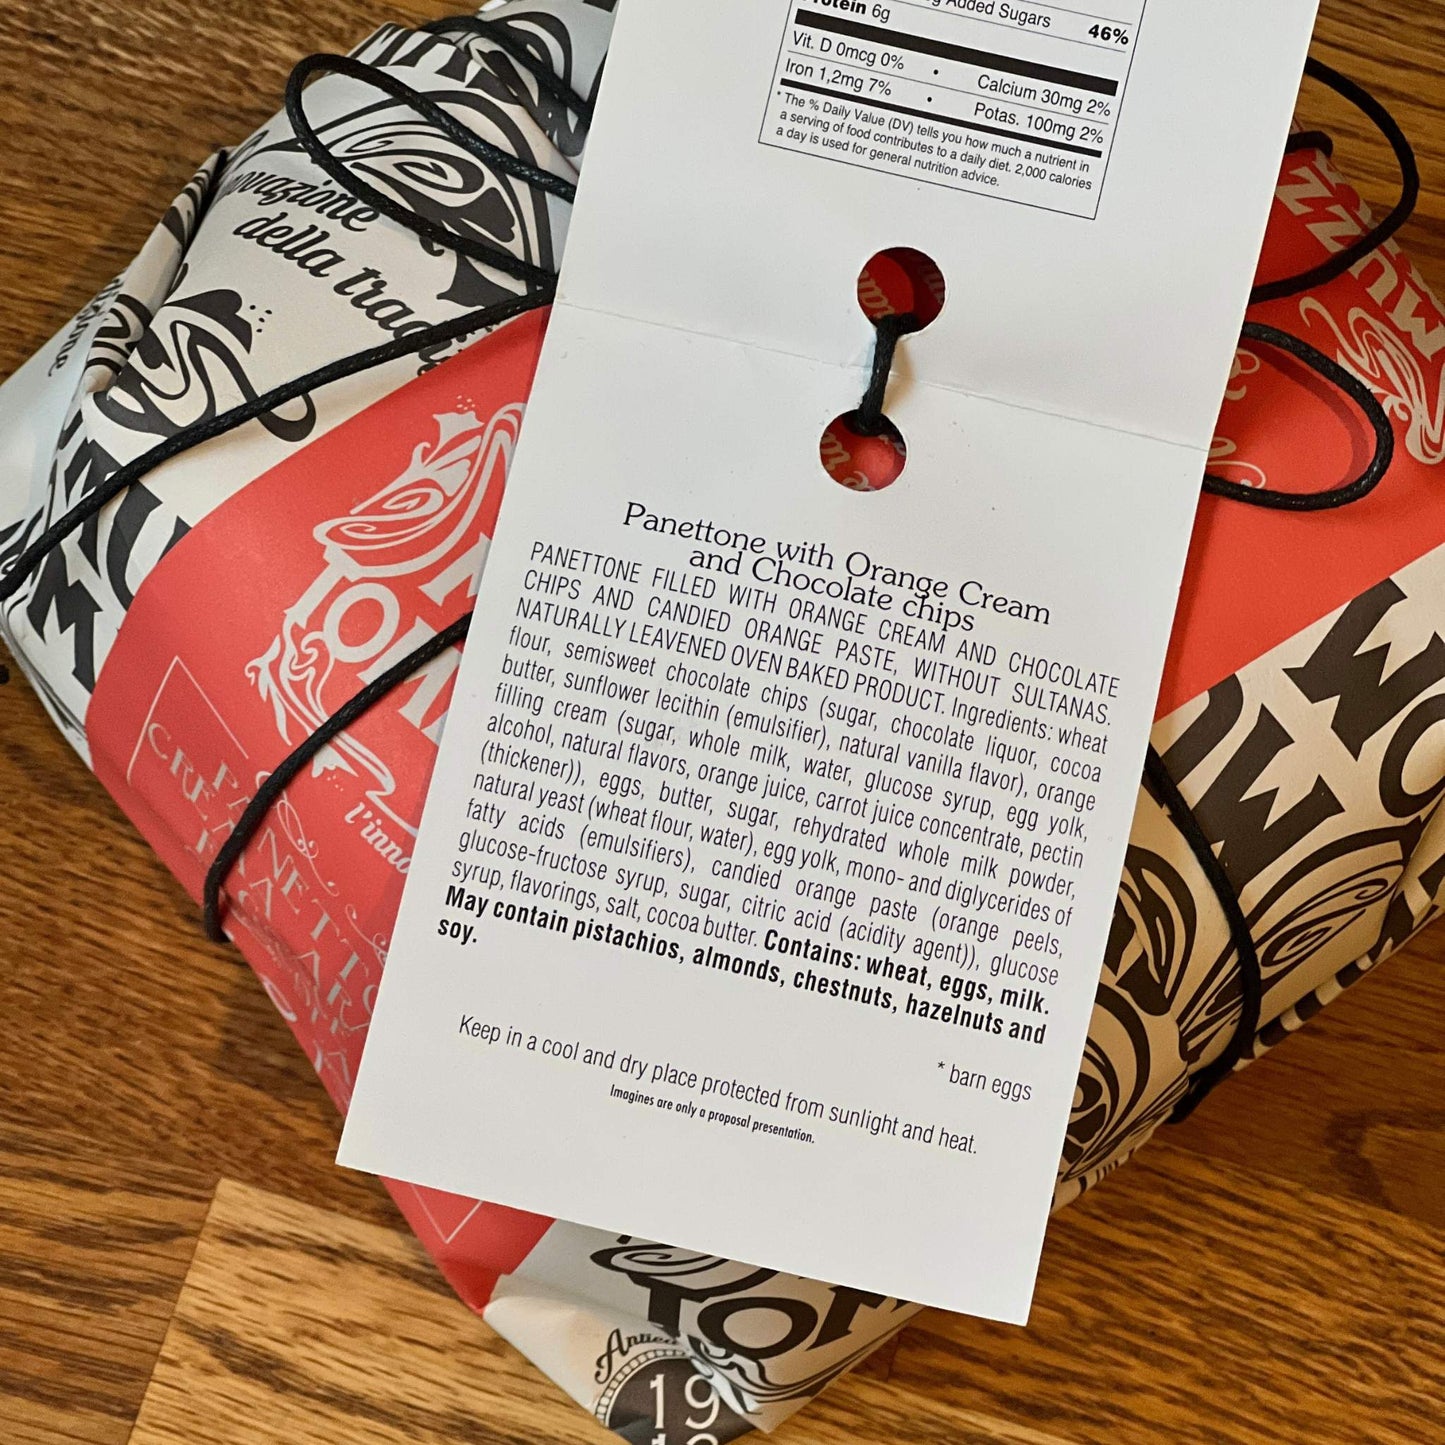 Added Sugars 46%
Protein 6g
Vit. D 0mcg 0% • Calcium 30mg 2%
Iron 1,2mg 7% • Potas. 100mg 2%
* The % Daily Value (DV) tells you how much a nutrient in
a serving of food contributes to a daily diet. 2,000 calories
a day is used for general nutrition advice.
della
Panettone with Orange Cream
and Chocolate chips
PANETTONE FILLED WITH ORANGE CREAM AND CHOCOLATE
CHIPS AND CANDIED ORANGE PASTE, WITHOUT SULTANAS.
NATURALLY LEAVENED OVEN BAKED PRODUCT. Ingredients: wheat
flour, semisweet chocolate chips (sugar, chocolate liquor, cocoa
butter, sunflower lecithin (emulsifier), natural vanilla flavor), orange
filling cream (sugar, whole milk, water, glucose syrup, egg yolk,
alcohol, natural flavors, orange juice, carrot juice concentrate, pectin
(thickener)), eggs, butter, sugar, rehydrated whole milk powder,
natural yeast (wheat flour, water), egg yolk, mono- and diglycerides of
fatty acids (emulsifiers), candied orange paste (orange peels,
glucose-fructose syrup, sugar, citric acid (acidity agent)), glucose
syrup, flavorings, salt, cocoa butter. Contains: wheat, eggs, milk.
May contain pistachios, almonds, chestnuts, hazelnuts and
soy.
* barn eggs
Keep in a cool and dry place protected from sunlight and heat.
Imagines are only a proposal presentation.